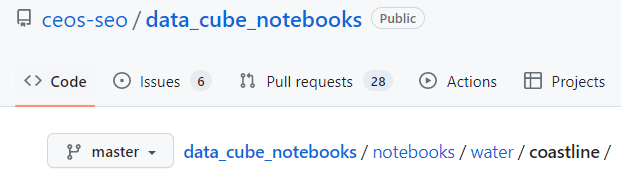 ceos-seo / data_cube_notebooks Public
Code Issues 6 Pull requests 28 Actions Projects
master data_cube_notebooks / notebooks / water / coastline /